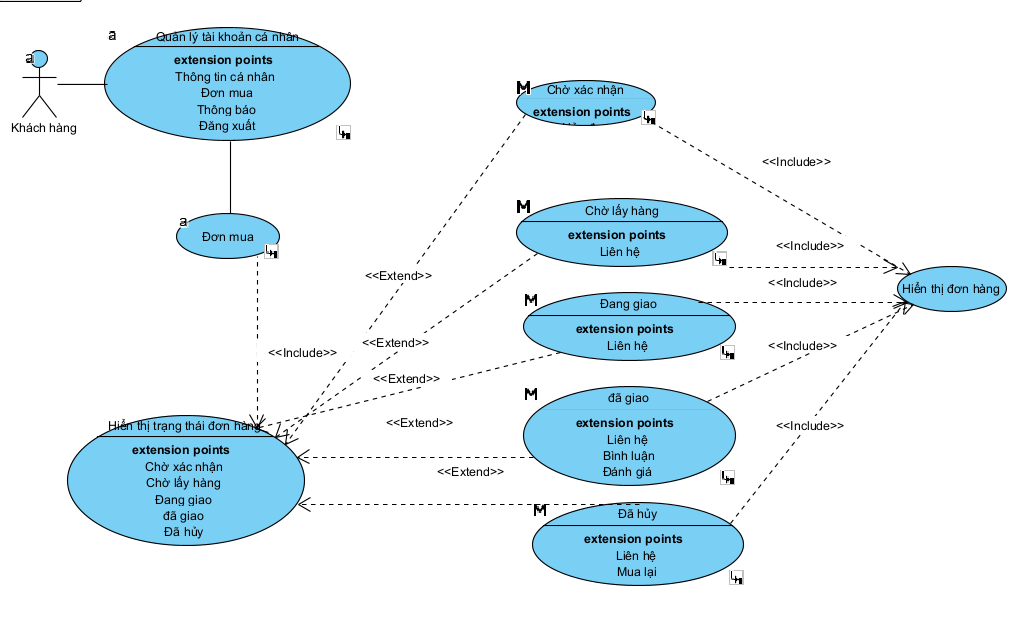 a
Quản lý tài khoản cá nhân
extension points
Thông tin cá nhân
Đơn mua
Thông báo
Đăng xuất
a
Khách hàng
a
Đơn mua
M
Chờ xác nhận
extension points
<<Include>>
M
Chờ lấy hàng
extension points
Liên hệ
<<Include>>
<<Extend>>
<<Include>>
Hiển thị đơn hàng
M
Đang giao
extension points
Liên hệ
<<Extend>>
<<Include>>
<<Include>>
<<Extend>>
M
đã giao
extension points
Liên hệ
Bình luận
Đánh giá
<<Extend>>
<<Include>>
Hiển thị trạng thái đơn hàng
extension points
Chờ xác nhận
Chờ lấy hàng
Đang giao
đã giao
Đã hủy
<<Extend>>
M
Đã hủy
extension points
Liên hệ
Mua lại